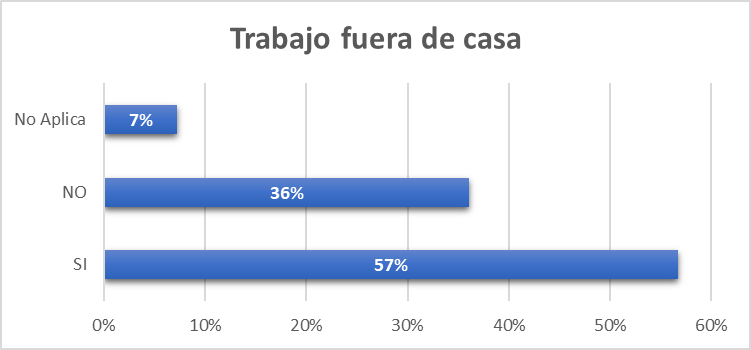 Trabajo fuera de casa
No Aplica
7%
NO
36%
SI
57%
0% 10% 20% 30% 40% 50% 60%